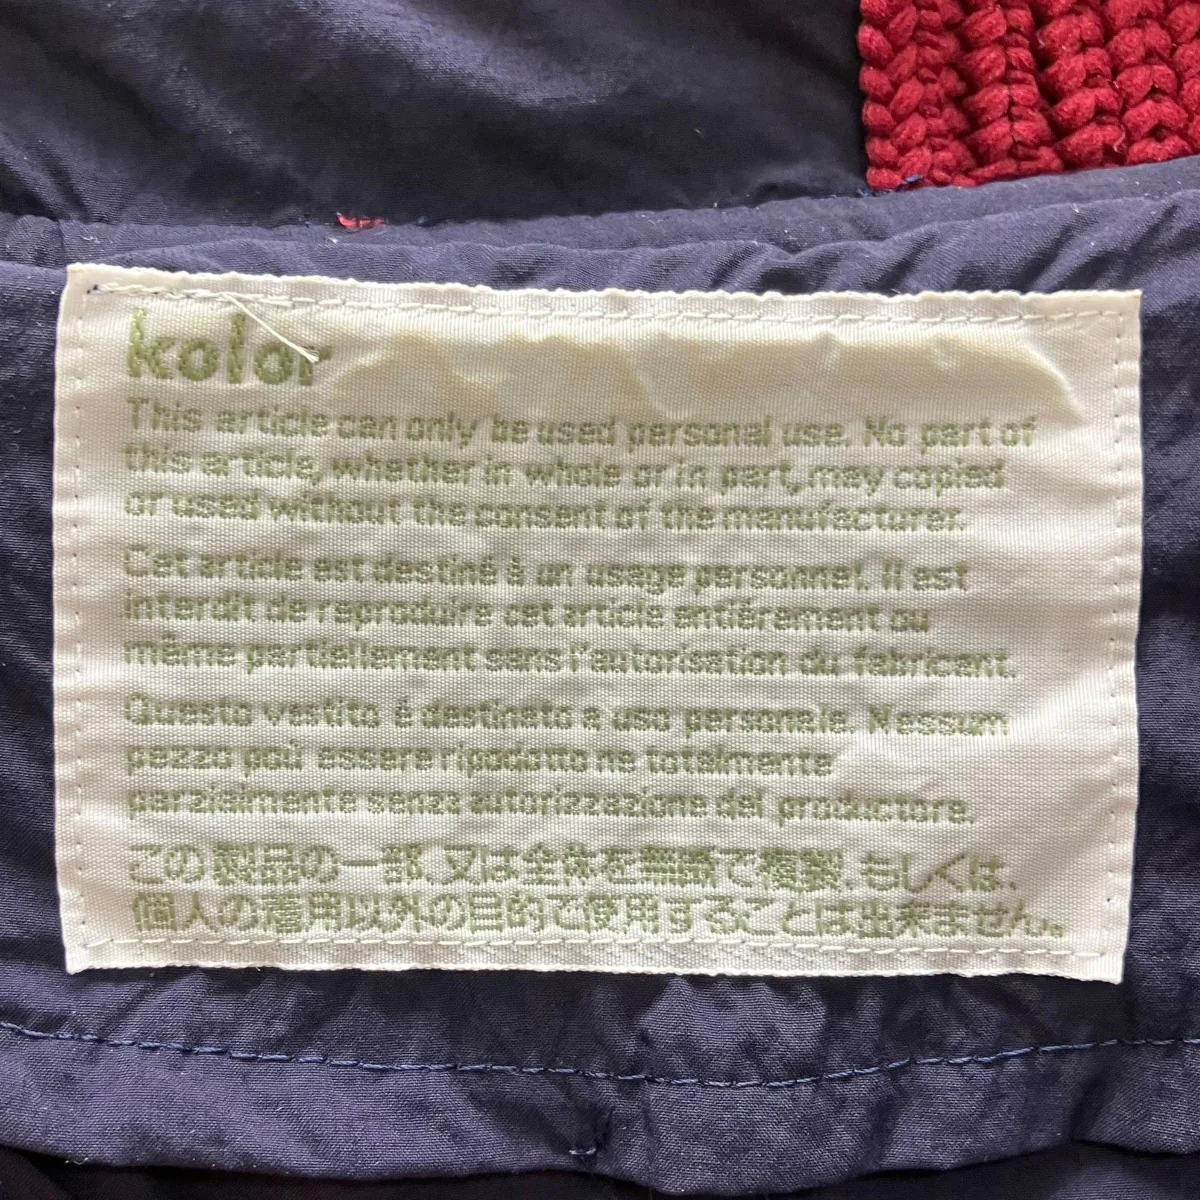 kolor
This article can only be used personal use. No part of
this article, whether in whole or in part, may copied
or used without the consent of the manufacturer.
Cet article est destiné à un usage personnel. Il est
interdit de reproduire cet article entiérement ou
même partiellement sans l'autorisation du fabricant.
Questo vestito é destinato a uso personale. Nessum
pezzo poù essere ripodotto ne totalmente
parzialmente senza autorizzazione del productore.
この製品の一部、又は全体を無断で複製、もしくは、
個人の着用以外の目的で使用することは出来ません。